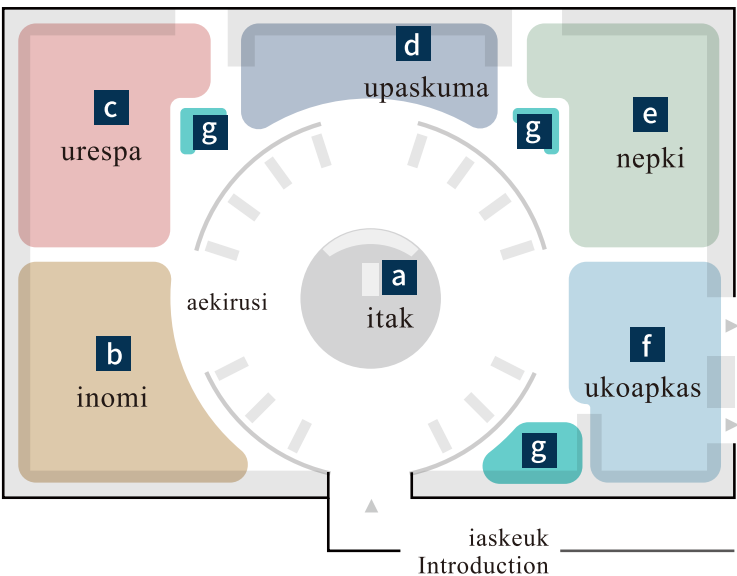 d
upaskuma
c
urespa
g
g
e
nepki
a
itak
aekirusi
b
inomi
f
ukoapkas
g
iaskeuk
Introduction